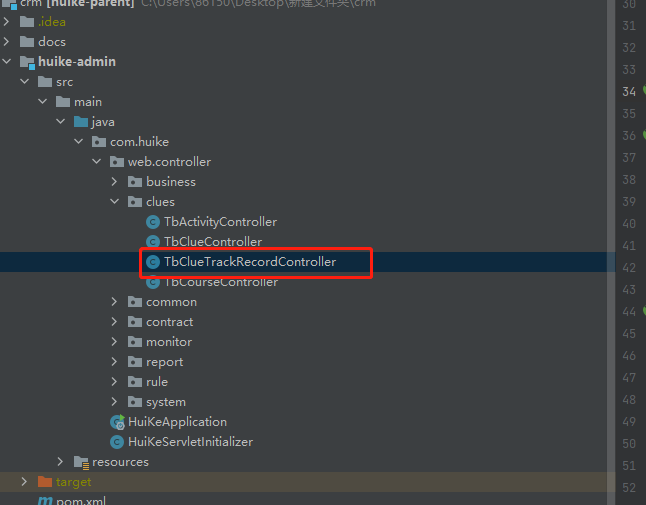 crm [huike-parent] C:\Users\86150\Desktop\新建文件夹\crm
30
.idea
31
docs
32
huike-admin
33
src
34
main
35
java
36
com.huike
37
web.controller
38
business
39
clues
40
TbActivityController
41
TbClueController
TbClueTrackRecordController
42
TbCourseController
43
common
44
contract
45
monitor
46
report
47
rule
48
system
49
HuiKeApplication
50
HuiKeServletInitializer
51
resources
target
52
pom.xml